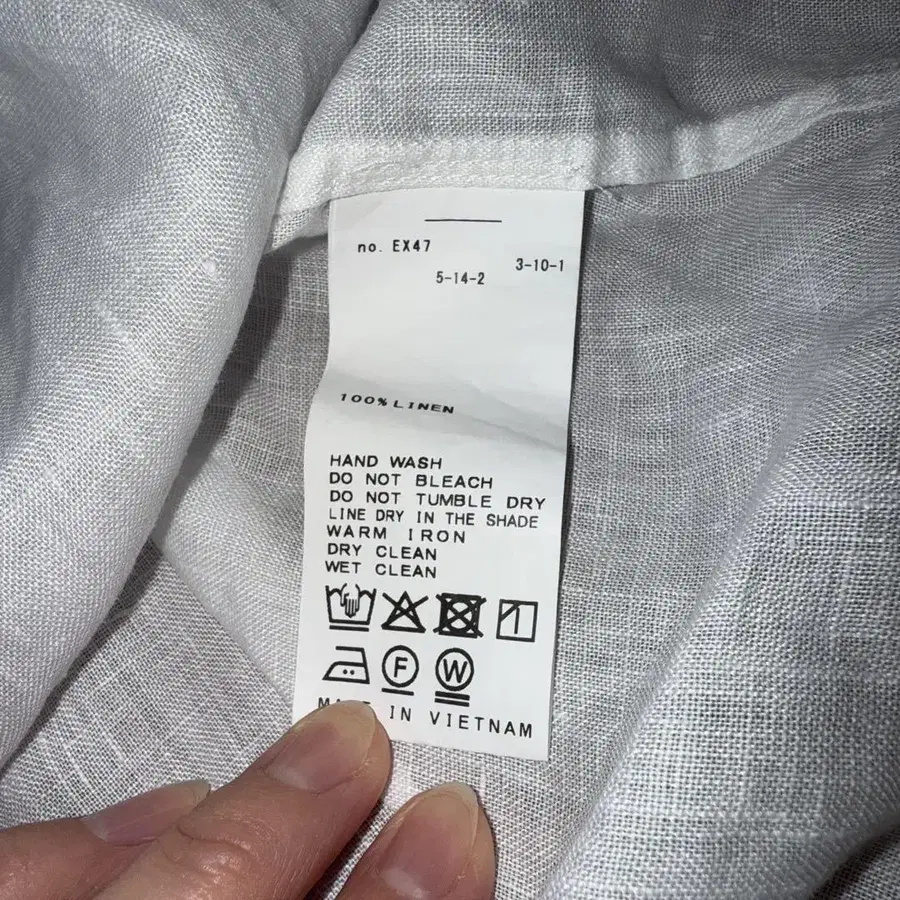 no. EX47
3-10-1
5-14-2
100% LINEN
HAND WASH
DO NOT BLEACH
DO NOT TUMBLE DRY
LINE DRY IN THE SHADE
WARM IRON
DRY CLEAN
WET CLEAN
F W
IN VIETNAM